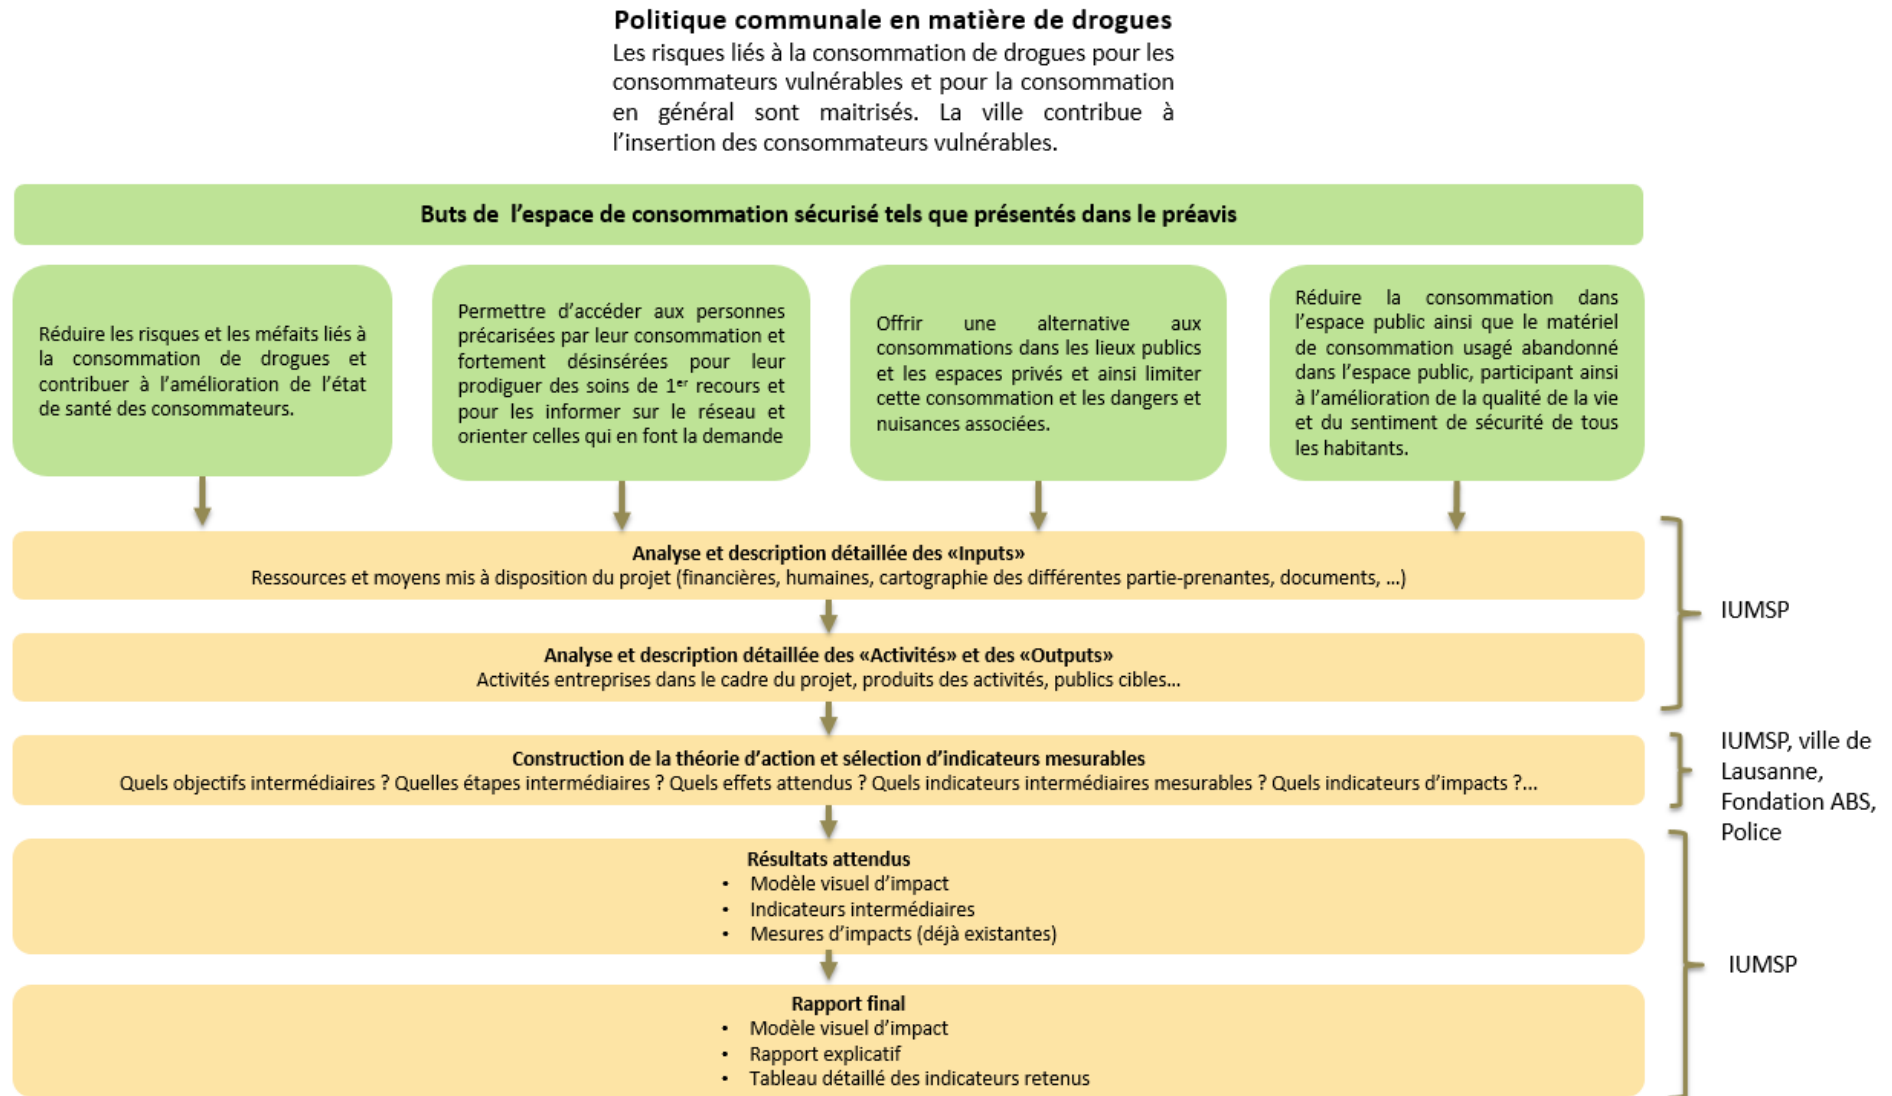 Politique communale en matière de drogues
Les risques liés à la consommation de drogues pour les
consommateurs vulnérables et pour la consommation
en général sont maitrisés. La ville contribue à
l’insertion des consommateurs vulnérables.
Buts de l’espace de consommation sécurisé tels que présentés dans le préavis
Réduire les risques et les méfaits liés à
la consommation de drogues et
contribuer à l’amélioration de l’état
de santé des consommateurs.
Permettre d’accéder aux personnes
précarisées par leur consommation et
fortement désinsérées pour leur
prodiguer des soins de 1er recours et
pour les informer sur le réseau et
orienter celles qui en font la demande
Offrir une alternative aux
consommations dans les lieux publics
et les espaces privés et ainsi limiter
cette consommation et les dangers et
nuisances associées.
Réduire la consommation dans
l’espace public ainsi que le matériel
de consommation usagé abandonné
dans l’espace public, participant ainsi
à l’amélioration de la qualité de la vie
et du sentiment de sécurité de tous
les habitants.
Analyse et description détaillée des «Inputs»
Ressources et moyens mis à disposition du projet (financières, humaines, cartographie des différentes partie-prenantes, documents, …)
Analyse et description détaillée des «Activités» et des «Outputs»
Activités entreprises dans le cadre du projet, produits des activités, publics cibles…
IUMSP
Construction de la théorie d’action et sélection d’indicateurs mesurables
Quels objectifs intermédiaires ? Quelles étapes intermédiaires ? Quels effets attendus ? Quels indicateurs intermédiaires mesurables ? Quels indicateurs d’impacts ?...
IUMSP, ville de
Lausanne,
Fondation ABS,
Police
Résultats attendus
• Modèle visuel d’impact
• Indicateurs intermédiaires
• Mesures d’impacts (déjà existantes)
Rapport final
• Modèle visuel d’impact
• Rapport explicatif
• Tableau détaillé des indicateurs retenus
IUMSP